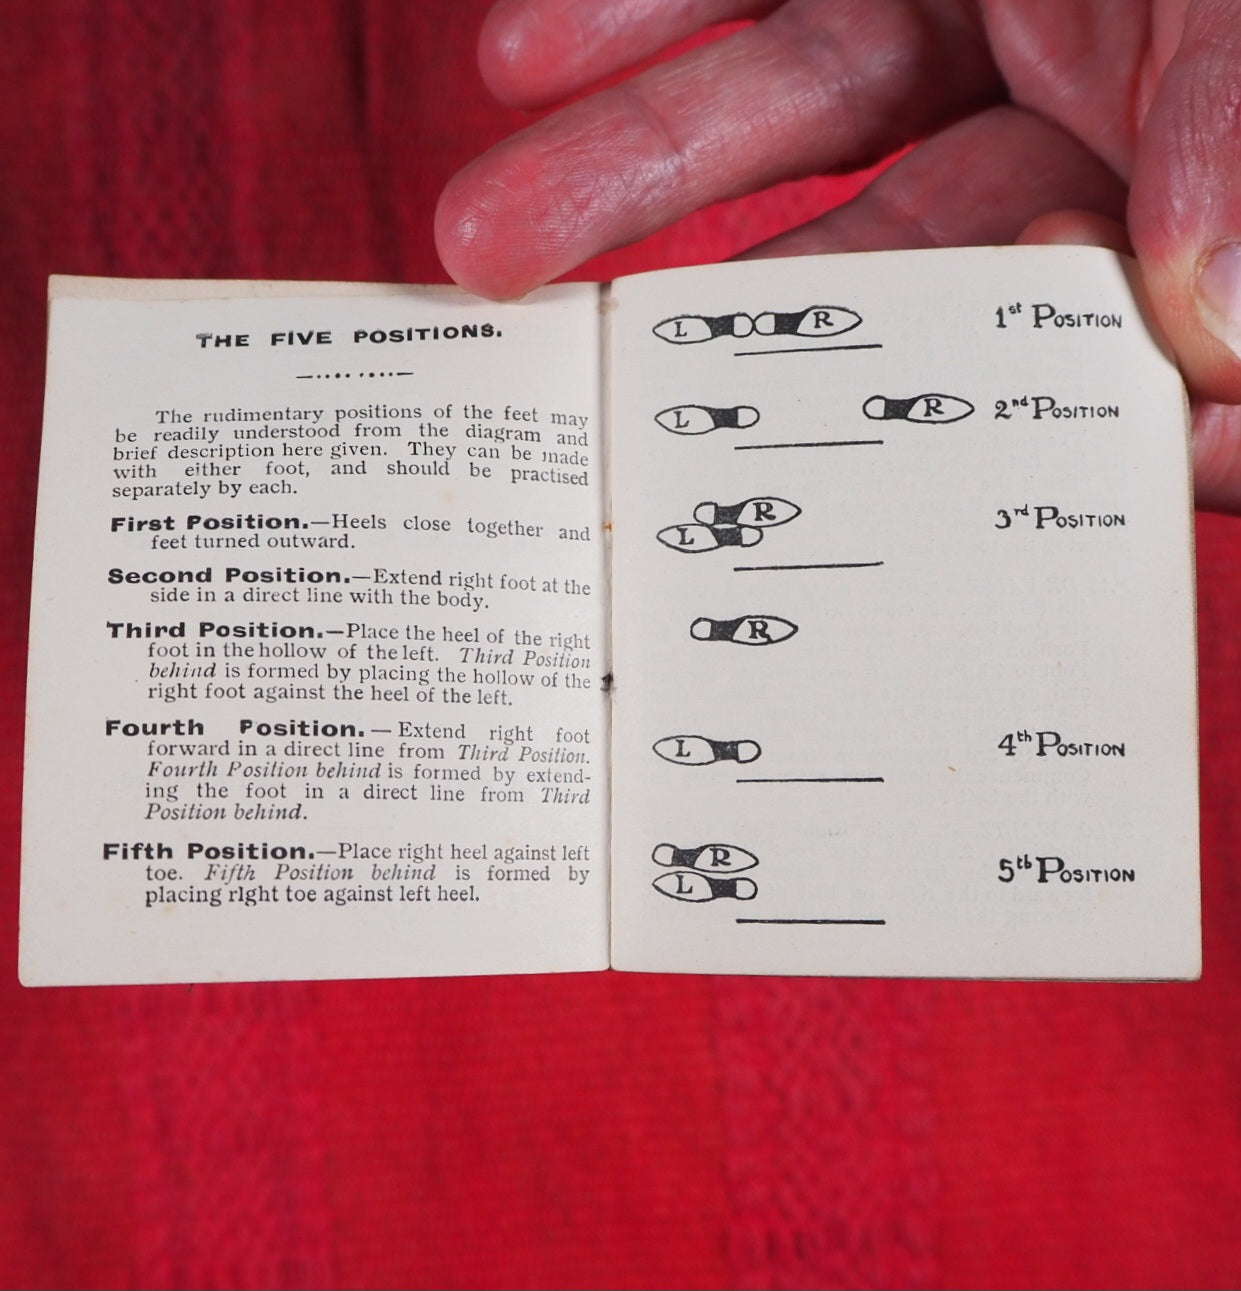 THE FIVE POSITIONS.
The rudimentary positions of the feet may
be readily understood from the diagram and
brief description here given. They can be made
with either foot, and should be practised
separately by each.
First Position.—Heels close together and
feet turned outward.
Second Position.—Extend right foot at the
side in a direct line with the body.
Third Position.—Place the heel of the right
foot in the hollow of the left. Third Position
behind is formed by placing the hollow of the
right foot against the heel of the left.
Fourth Position.—Extend right foot
forward in a direct line from Third Position.
Fourth Position behind is formed by extend-
ing the foot in a direct line from Third
Position behind.
Fifth Position.—Place right heel against left
toe. Fifth Position behind is formed by
placing right toe against left heel.
L R 1st POSITION
L R 2nd POSITION
R
L 3rd POSITION
R
L 4th POSITION
R
L 5th POSITION